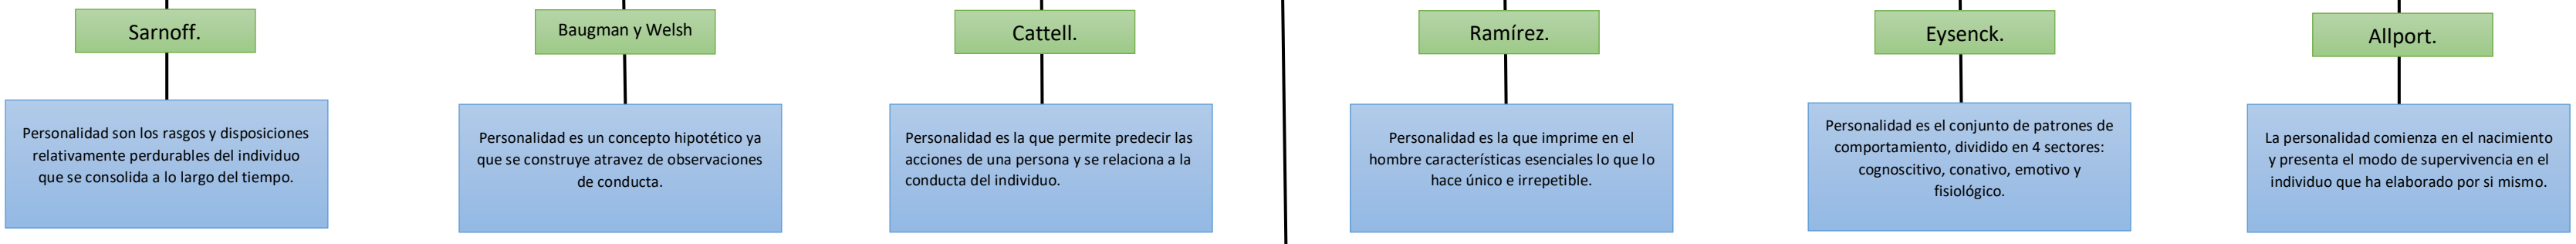 Sarnoff.
Personalidad son los rasgos y disposiciones
relativamente perdurables del individuo
que se consolida a lo largo del tiempo.
Baugman y Welsh
Personalidad es un concepto hipotético ya
que se construye atravez de observaciones
de conducta.
Cattell.
Personalidad es la que permite predecir las
acciones de una persona y se relaciona a la
conducta del individuo.
Ramírez.
Personalidad es la que imprime en el
hombre características esenciales lo que lo
hace único e irrepetible.
Eysenck.
Personalidad es el conjunto de patrones de
comportamiento, dividido en 4 sectores:
cognoscitivo, conativo, emotivo y
fisiológico.
Allport.
La personalidad comienza en el nacimiento
y presenta el modo de supervivencia en el
individuo que ha elaborado por si mismo.